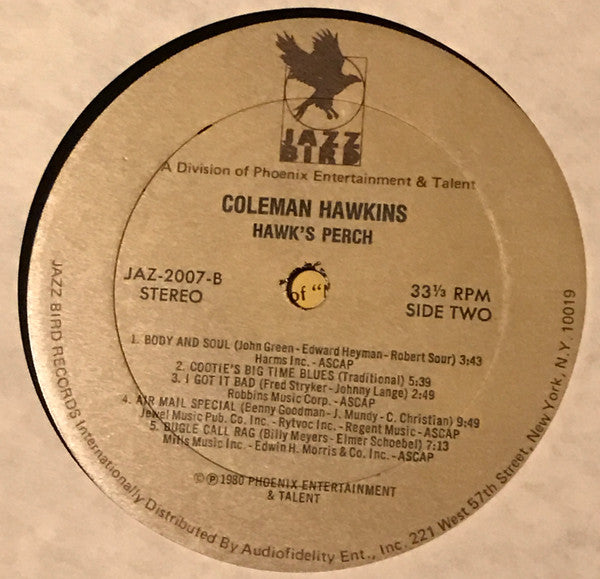 JAZZ
BIRD
A Division of Phoenix Entertainment & Talent
COLEMAN HAWKINS
HAWK'S PERCH
JAZ-2007-B
STEREO
of "
33⅓ RPM
SIDE TWO
1. BODY AND SOUL (John Green - Edward Heyman - Robert Sour) 3:43
Harms Inc. - ASCAP
2. COOTIE'S BIG TIME BLUES (Traditional) 5:39
3. I GOT IT BAD (Fred Stryker - Johnny Lange) 2:49
Robbins Music Corp. - ASCAP
4. AIR MAIL SPECIAL (Benny Goodman - J. Mundy - C. Christian) 9:49
Jewel Music Pub. Co. Inc. - Rytvoc Inc. - Regent Music - ASCAP
5. BUGLE CALL RAG (Billy Meyers - Elmer Schoebel) 7:13
Mills Music Inc. - Edwin H. Morris & Co. Inc. - ASCAP
©℗ 1980 PHOENIX ENTERTAINMENT
& TALENT
JAZZ BIRD RECORDS Internationally Distributed By Audiofidelity Ent., Inc. 221 West 57th Street, New York, N.Y. 10019